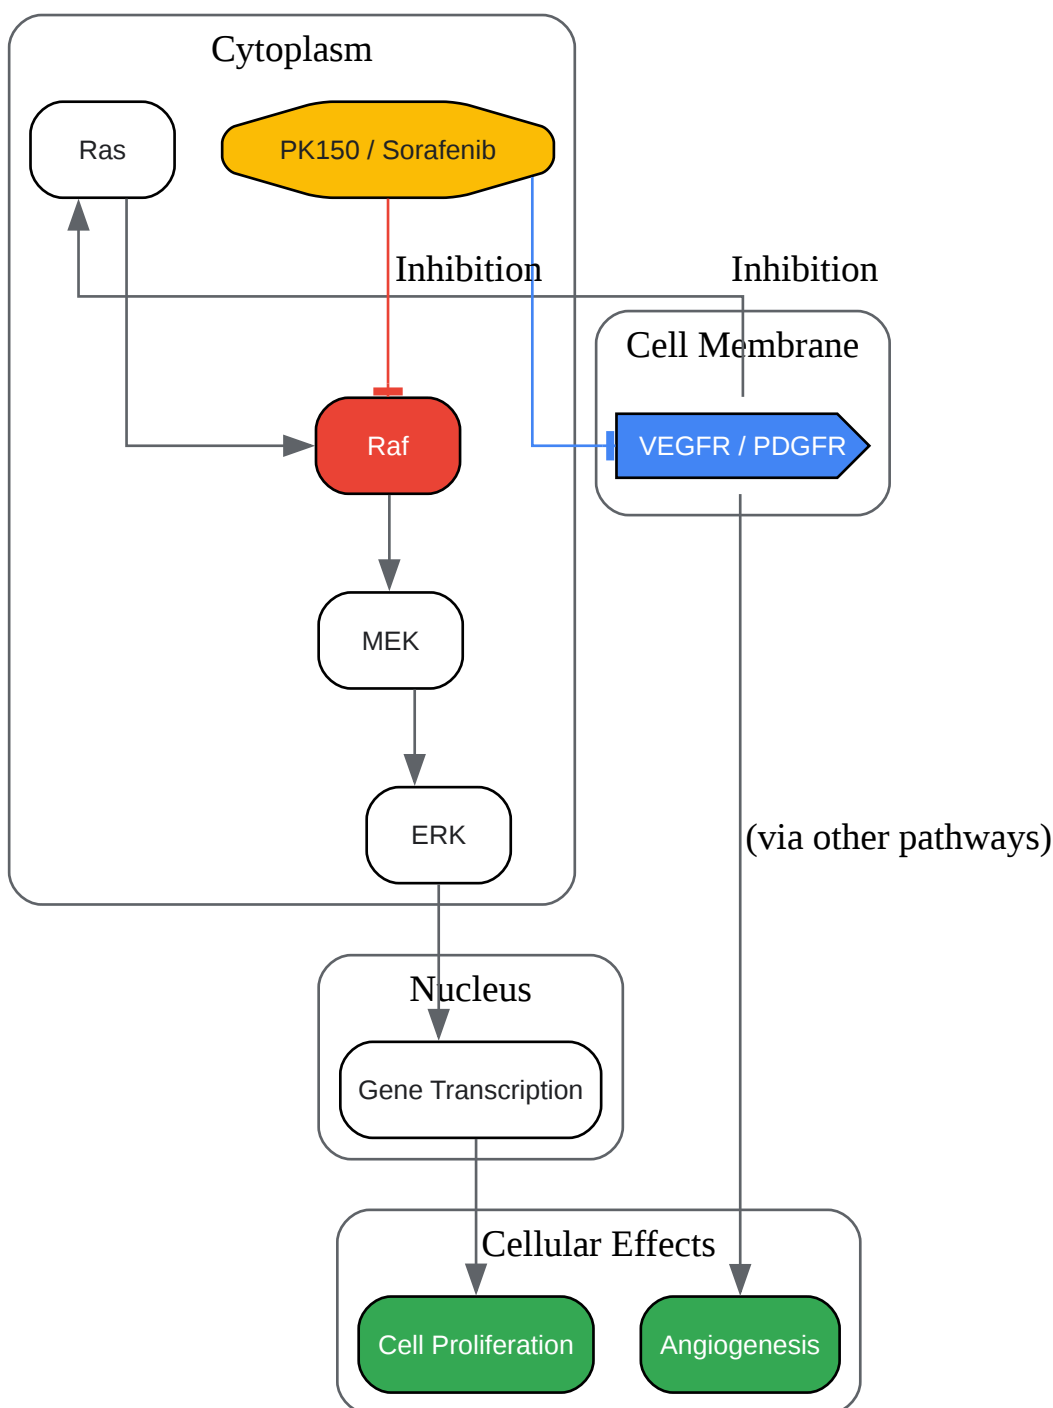 Cytoplasm
Ras
PK150 / Sorafenib
Inhibition
Inhibition
Cell Membrane
Raf
VEGFR / PDGFR
MEK
ERK
(via other pathways)
Nucleus
Gene Transcription
Cellular Effects
Cell Proliferation
Angiogenesis